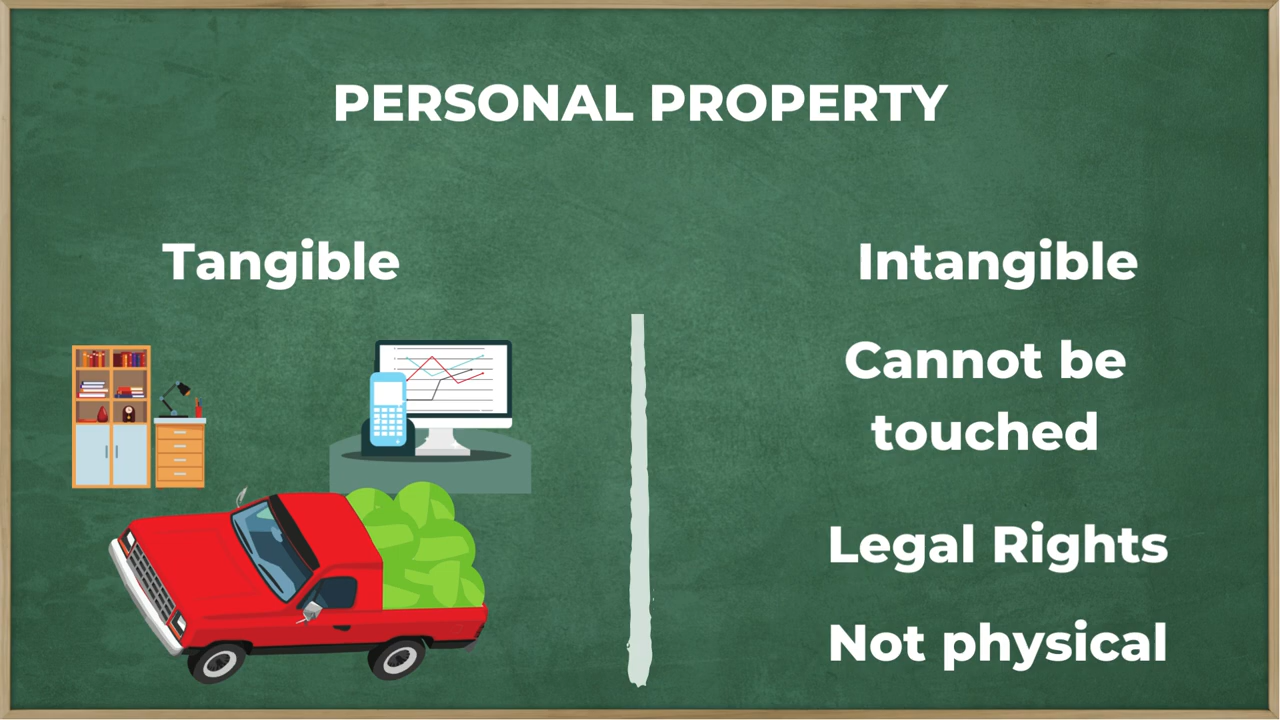 PERSONAL PROPERTY
Tangible
Intangible
Cannot be
touched
Legal Rights
Not physical